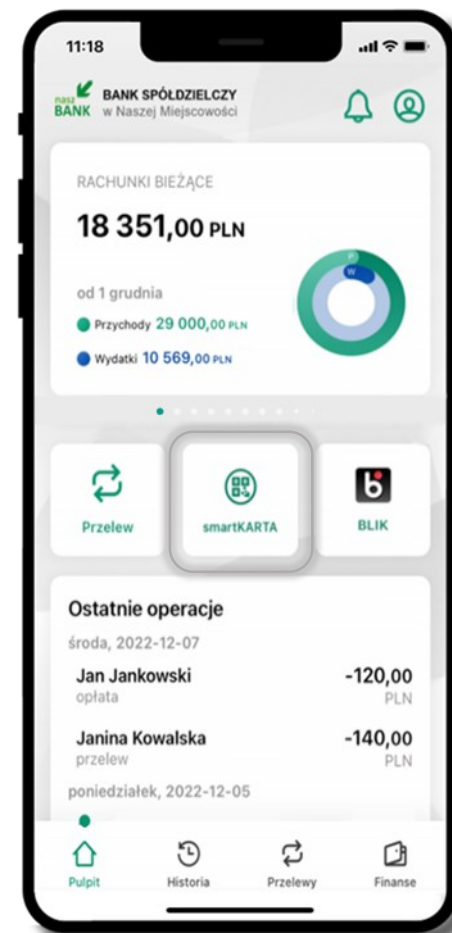 11:18
nasz BANK
BANK SPÓŁDZIELCZY
w Naszej Miejscowości
RACHUNKI BIEŻĄCE
18 351,00 PLN
od 1 grudnia
Przychody 29 000,00 PLN
Wydatki 10 569,00 PLN
P
W
Przelew
smartKARTA
BLIK
Ostatnie operacje
środa, 2022-12-07
Jan Jankowski -120,00
opłata PLN
Janina Kowalska -140,00
przelew PLN
poniedziałek, 2022-12-05
Pulpit Historia Przelewy Finanse